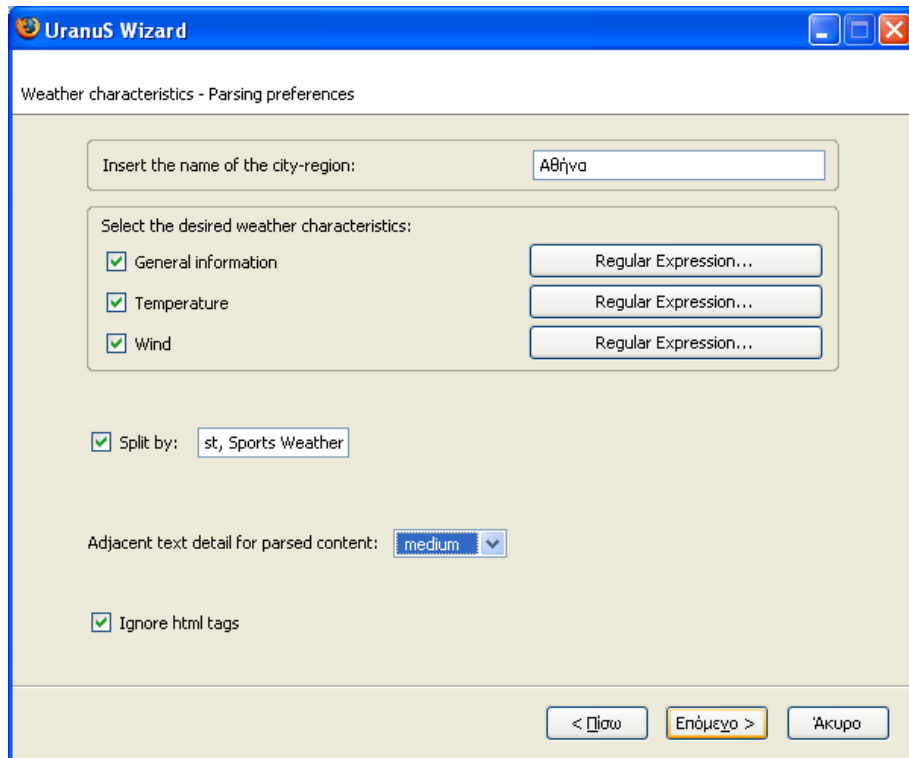 UranuS Wizard
Weather characteristics - Parsing preferences
Insert the name of the city-region: Αθήνα
Select the desired weather characteristics:
General information Regular Expression...
Temperature Regular Expression...
Wind Regular Expression...
Split by: st, Sports Weather
Adjacent text detail for parsed content: medium
Ignore html tags
< Πίσω Επόμενο > Άκυρο